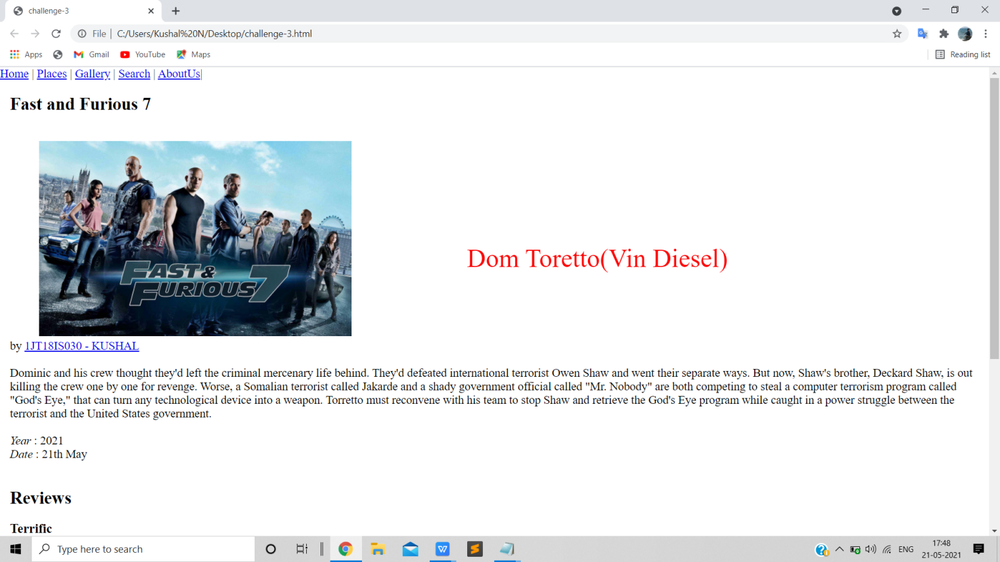 challenge-3
File | C:/Users/Kushal%20N/Desktop/challenge-3.html
Apps Gmail YouTube Maps Reading list
Home | Places | Gallery | Search | AboutUs|
Fast and Furious 7
FAST &
FURIOUS 7
Dom Toretto(Vin Diesel)
by 1JT18IS030 - KUSHAL
Dominic and his crew thought they'd left the criminal mercenary life behind. They'd defeated international terrorist Owen Shaw and went their separate ways. But now, Shaw's brother, Deckard Shaw, is out
killing the crew one by one for revenge. Worse, a Somalian terrorist called Jakarde and a shady government official called "Mr. Nobody" are both competing to steal a computer terrorism program called
"God's Eye," that can turn any technological device into a weapon. Torretto must reconvene with his team to stop Shaw and retrieve the God's Eye program while caught in a power struggle between the
terrorist and the United States government.
Year : 2021
Date : 21th May
Reviews
Terrific
Type here to search
ENG
17:48
21-05-2021